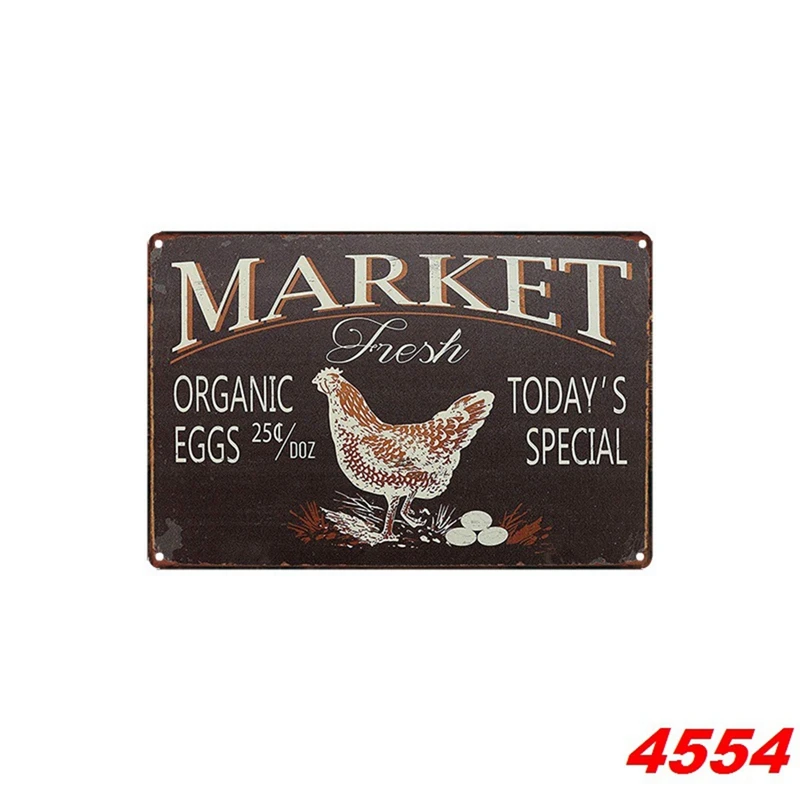 MARKET
Fresh
ORGANIC
EGGS 25¢/DOZ
TODAY'S
SPECIAL
4554